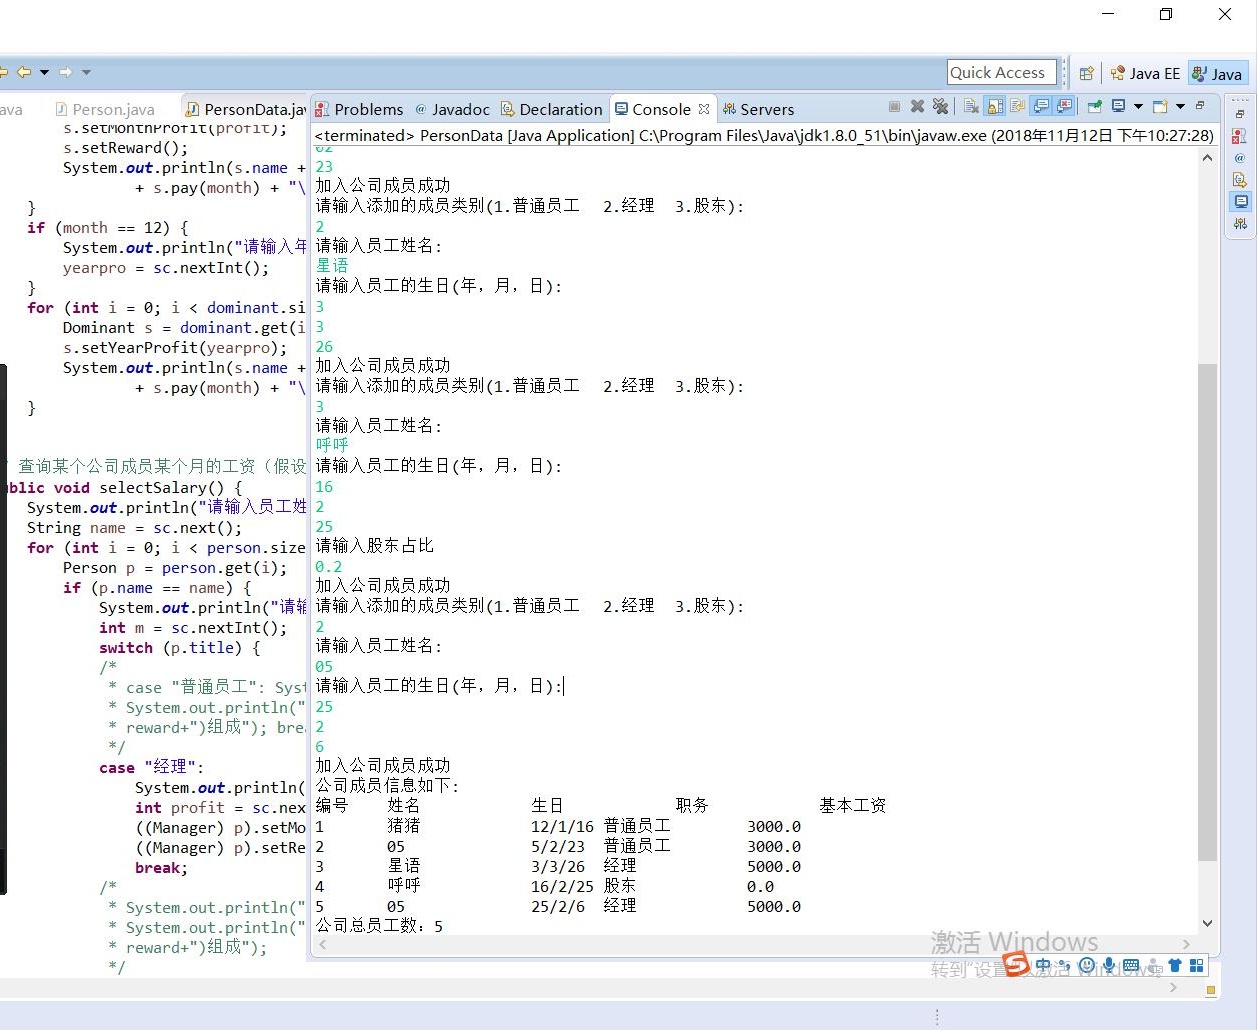 Quick Access
Java EE
Java
ava
Person.java
PersonData.jav
Problems
@ Javadoc
Declaration
Console
Servers
<terminated> PersonData [Java Application] C:\Program Files\Java\jdk1.8.0_51\bin\javaw.exe (2018年11月12日 下午10:27:28)
s.setMonthProfit(profit);
s.setReward();
System.out.println(s.name +
+ s.pay(month) + "\
}
if (month == 12) {
System.out.println("请输入年
yearpro = sc.nextInt();
}
for (int i = 0; i < dominant.si
Dominant s = dominant.get(i
s.setYearProfit(yearpro);
System.out.println(s.name +
+ s.pay(month) + "\
}
查询某个公司成员某个月的工资（假设
ublic void selectSalary() {
System.out.println("请输入员工姓
String name = sc.next();
for (int i = 0; i < person.size
Person p = person.get(i);
if (p.name == name) {
System.out.println("请输
int m = sc.nextInt();
switch (p.title) {
/*
* case "普通员工": Syst
* System.out.println("
* reward+")组成"); brea
*/
case "经理":
System.out.println(
int profit = sc.nex
((Manager) p).setMo
((Manager) p).setRe
break;
/*
* System.out.println("
* System.out.println("
* reward+")组成");
*/
02
23
加入公司成员成功
请输入添加的成员类别(1.普通员工 2.经理 3.股东):
2
请输入员工姓名:
星语
请输入员工的生日(年，月，日):
3
3
26
加入公司成员成功
请输入添加的成员类别(1.普通员工 2.经理 3.股东):
3
请输入员工姓名:
呼呼
请输入员工的生日(年，月，日):
16
2
25
请输入股东占比
0.2
加入公司成员成功
请输入添加的成员类别(1.普通员工 2.经理 3.股东):
2
请输入员工姓名:
05
请输入员工的生日(年，月，日):
25
2
6
加入公司成员成功
公司成员信息如下:
编号 姓名 生日 职务 基本工资
1 猪猪 12/1/16 普通员工 3000.0
2 05 5/2/23 普通员工 3000.0
3 星语 3/3/26 经理 5000.0
4 呼呼 16/2/25 股东 0.0
5 05 25/2/6 经理 5000.0
公司总员工数：5
激活 Windows
转到"设置"以激活 Windows。
中